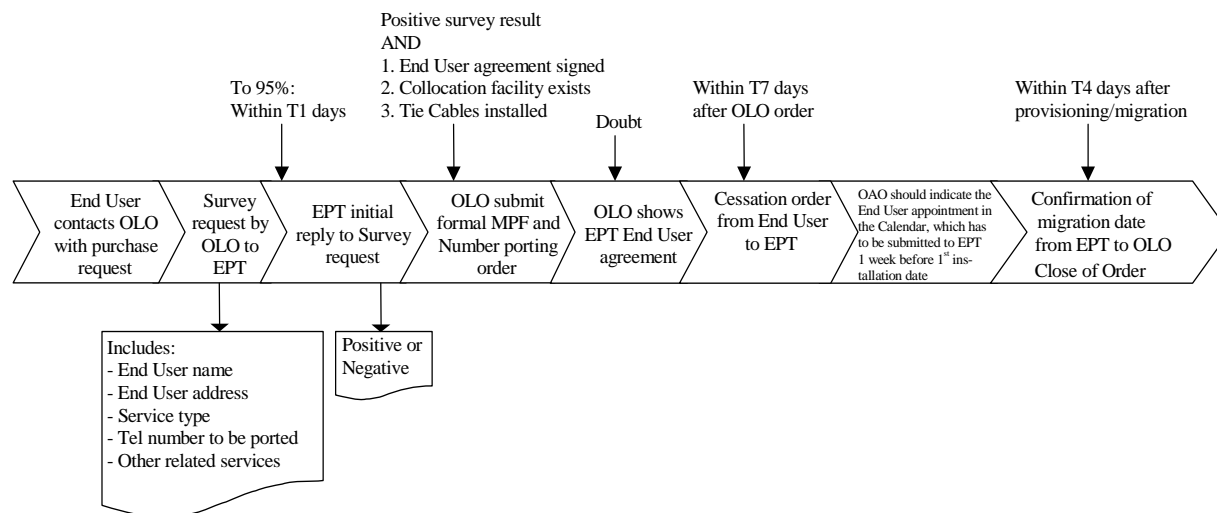 Positive survey result
AND
1. End User agreement signed
2. Collocation facility exists
3. Tie Cables installed
To 95%:
Within T1 days
Doubt
Within T7 days
after OLO order
Within T4 days after
provisioning/migration
End User
contacts OLO
with purchase
request
Survey
request by
OLO to
EPT
EPT initial
reply to Survey
request
OLO submit
formal MPF and
Number porting
order
OLO shows
EPT End User
agreement
Cessation order
from End User
to EPT
OAO should indicate the
End User appointment in
the Calendar, which has
to be submitted to EPT
1 week before 1st ins-
tallation date
Confirmation of
migration date
from EPT to OLO
Close of Order
Includes:
- End User name
- End User address
- Service type
- Tel number to be ported
- Other related services
Positive or
Negative